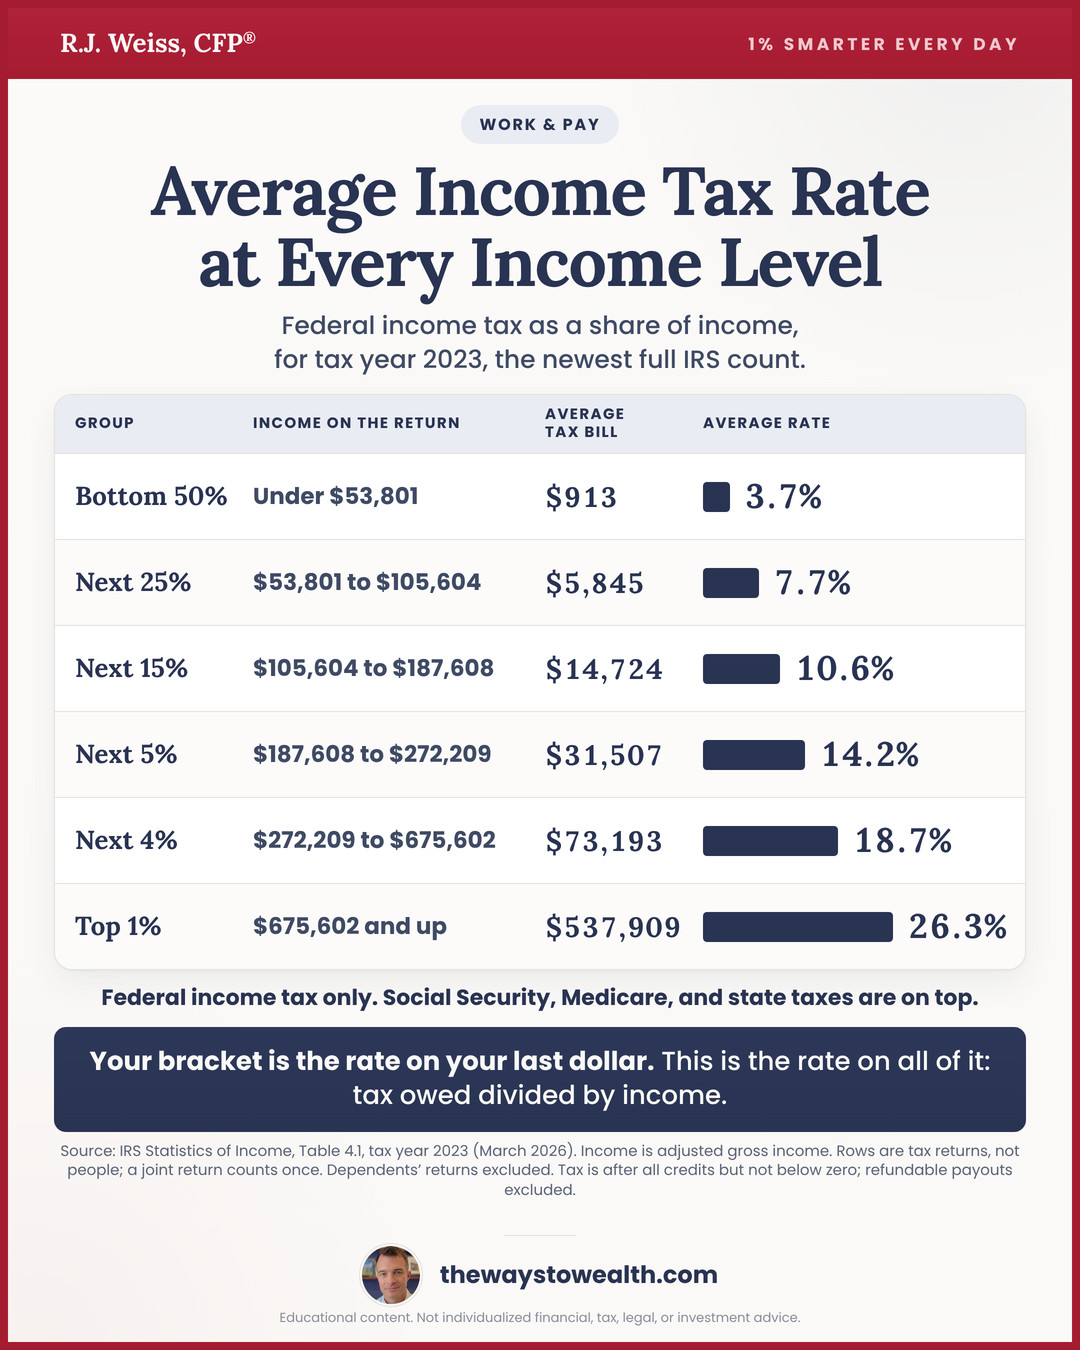 R.J. Weiss, CFP®
1% SMARTER EVERY DAY
WORK & PAY
Average Income Tax Rate
at Every Income Level
Federal income tax as a share of income,
for tax year 2023, the newest full IRS count.
GROUP INCOME ON THE RETURN AVERAGE TAX BILL AVERAGE RATE
Bottom 50% Under $53,801 $913 3.7%
Next 25% $53,801 to $105,604 $5,845 7.7%
Next 15% $105,604 to $187,608 $14,724 10.6%
Next 5% $187,608 to $272,209 $31,507 14.2%
Next 4% $272,209 to $675,602 $73,193 18.7%
Top 1% $675,602 and up $537,909 26.3%
Federal income tax only. Social Security, Medicare, and state taxes are on top.
Your bracket is the rate on your last dollar. This is the rate on all of it:
tax owed divided by income.
Source: IRS Statistics of Income, Table 4.1, tax year 2023 (March 2026). Income is adjusted gross income. Rows are tax returns, not
people; a joint return counts once. Dependents’ returns excluded. Tax is after all credits but not below zero; refundable payouts
excluded.
thewaystowealth.com
Educational content. Not individualized financial, tax, legal, or investment advice.